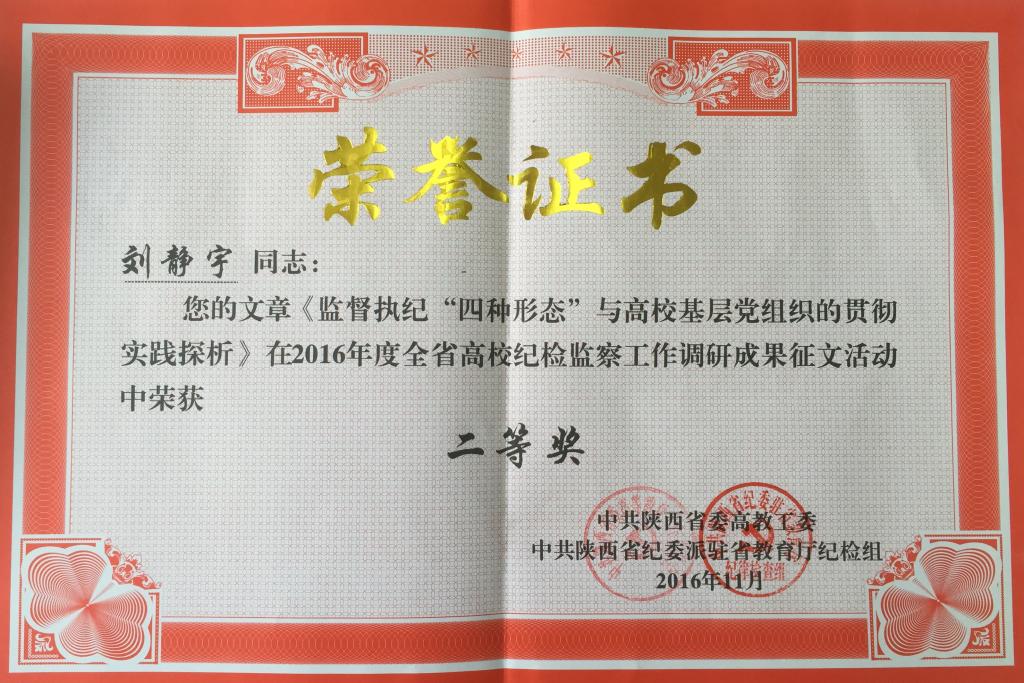 荣誉证书
刘静宇 同志：
您的文章《监督执纪“四种形态”与高校基层党组织的贯彻
实践探析》在2016年度全省高校纪检监察工作调研成果征文活动
中荣获
二等奖
中共陕西省委高教工委
中共陕西省纪委派驻省教育厅纪检组
2016年11月